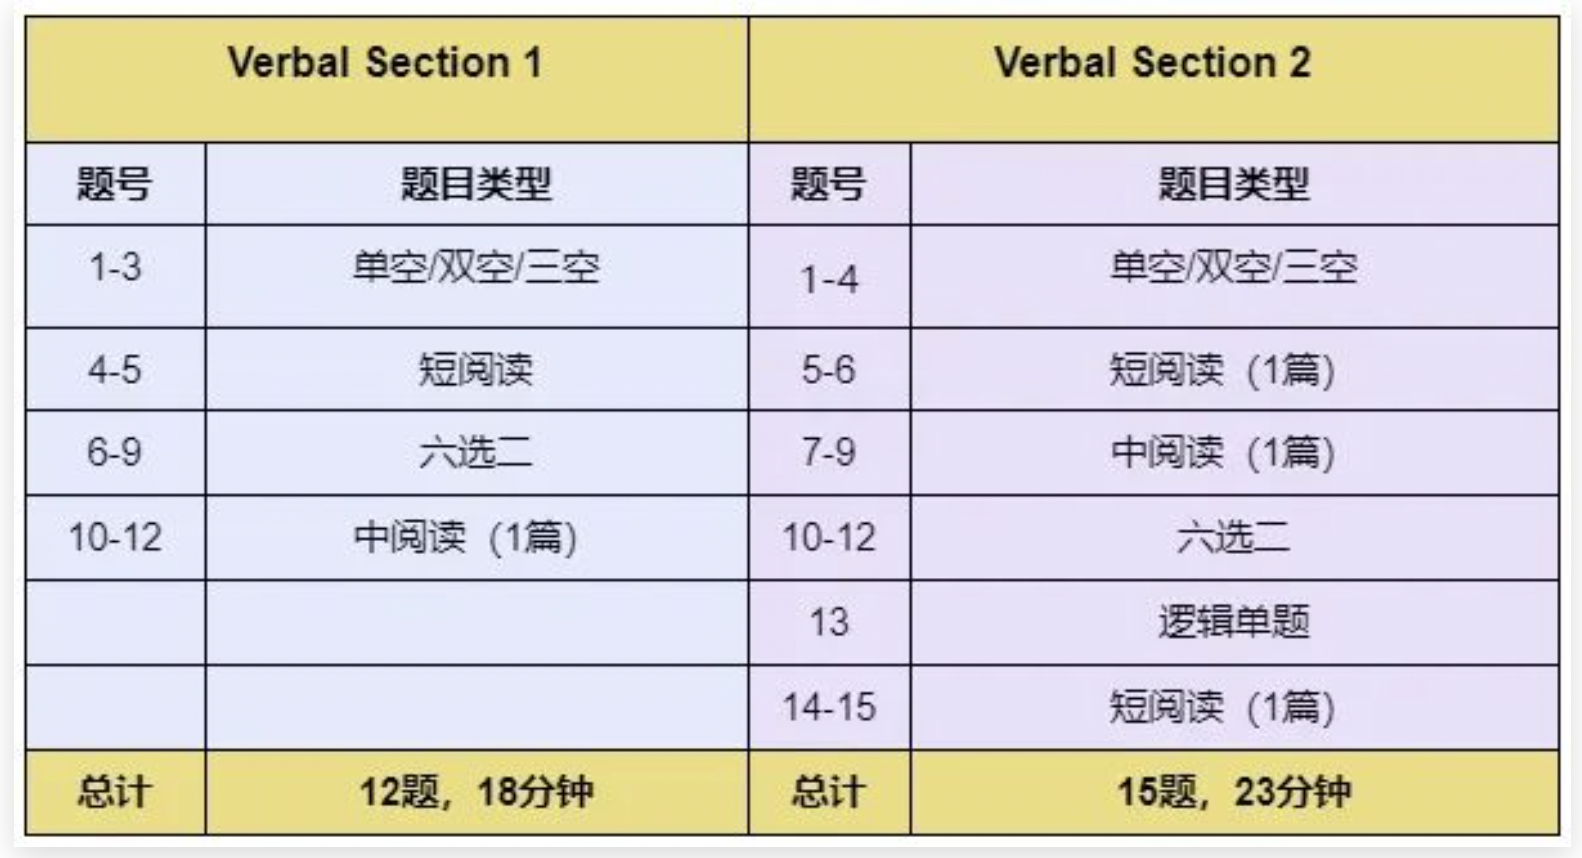 Verbal Section 1 Verbal Section 2
题号 题目类型 题号 题目类型
1-3 单空/双空/三空 1-4 单空/双空/三空
4-5 短阅读 5-6 短阅读（1篇）
6-9 六选二 7-9 中阅读（1篇）
10-12 中阅读（1篇） 10-12 六选二
13 逻辑单题
14-15 短阅读（1篇）
总计 12题，18分钟 总计 15题，23分钟